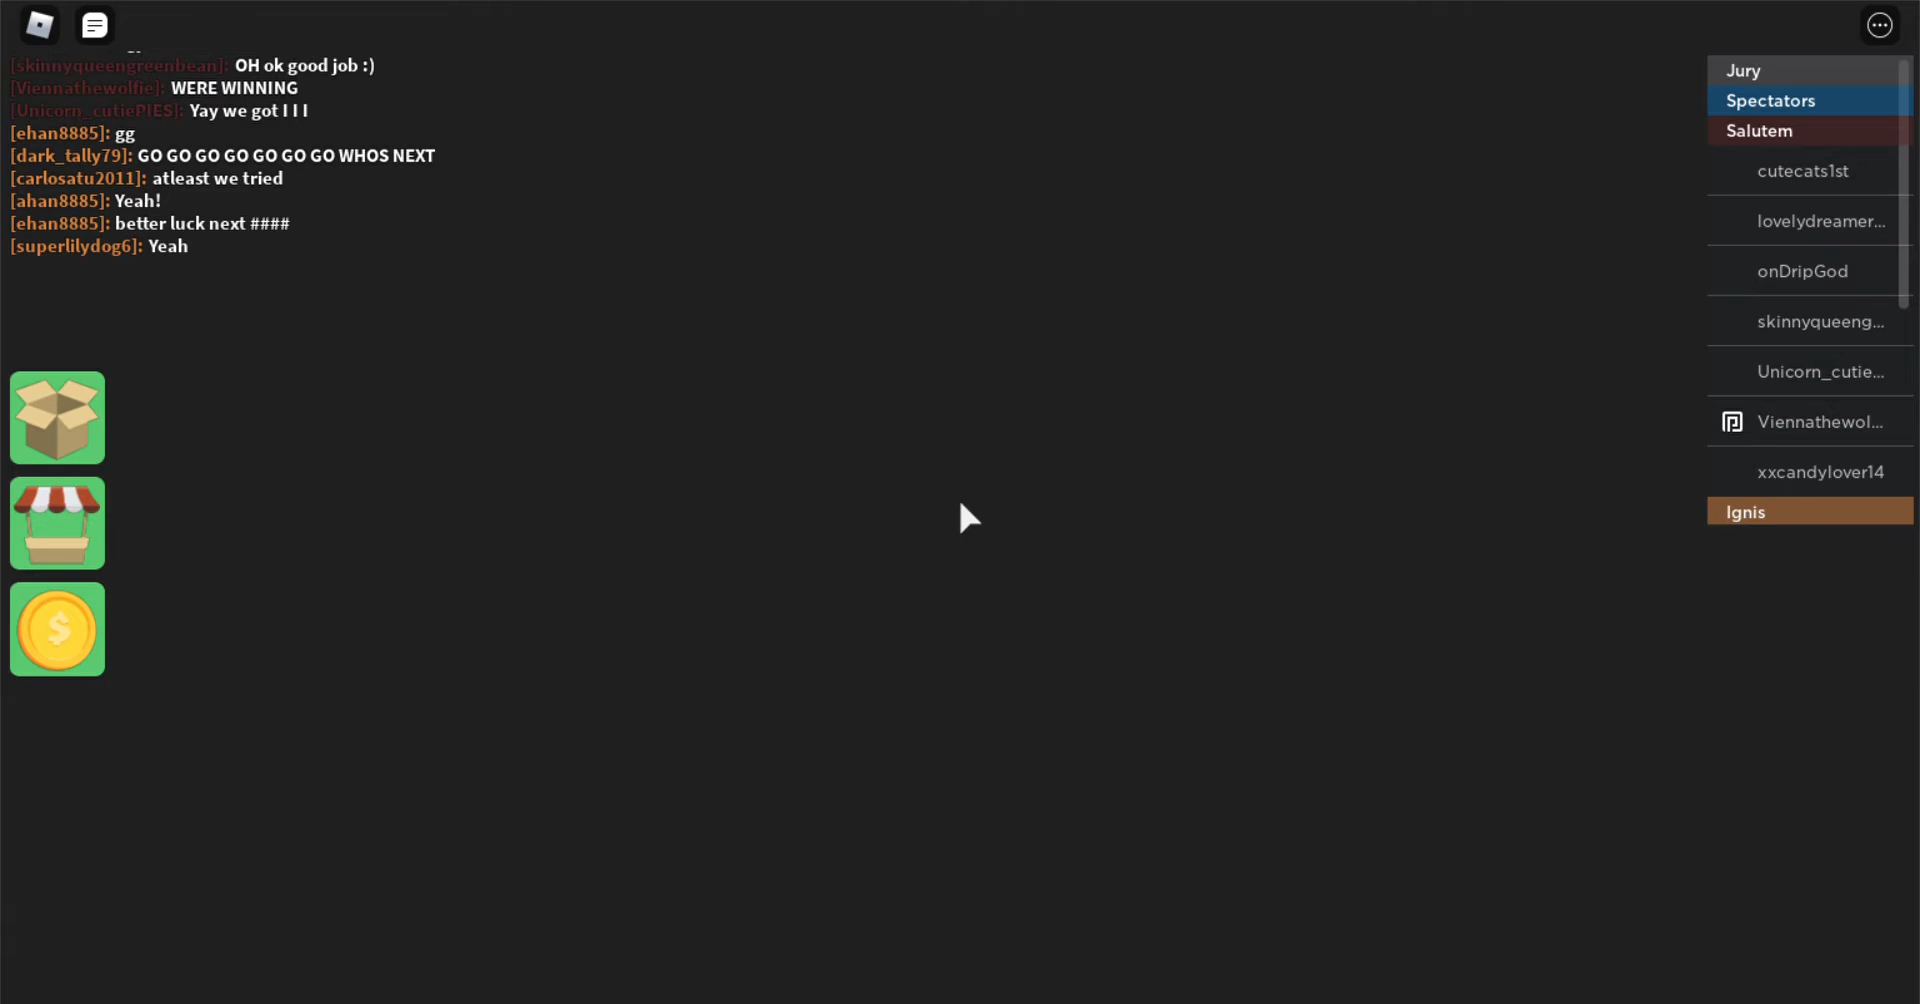 [skinnyqueengreenbean]: OH ok good job :)
[Viennathewolfie]: WERE WINNING
[Unicorn_cutiePIES]: Yay we got I I I
[ehan8885]: gg
[dark_tally79]: GO GO GO GO GO GO GO WHOS NEXT
[carlosatu2011]: atleast we tried
[ahan8885]: Yeah!
[ehan8885]: better luck next ####
[superlilydog6]: Yeah
Jury
Spectators
Salutem
cutecats1st
lovelydreamer...
onDripGod
skinnyqueeng...
Unicorn_cutie...
Viennathewol...
xxcandylover14
Ignis